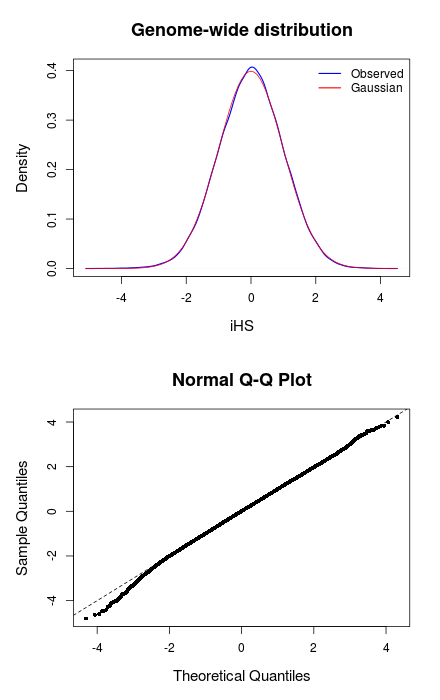 Genome-wide distribution
Observed
Gaussian
Density
0.0 0.1 0.2 0.3 0.4
-4 -2 0 2 4
iHS
Normal Q-Q Plot
Sample Quantiles
-4 -2 0 2 4
-4 -2 0 2 4
Theoretical Quantiles